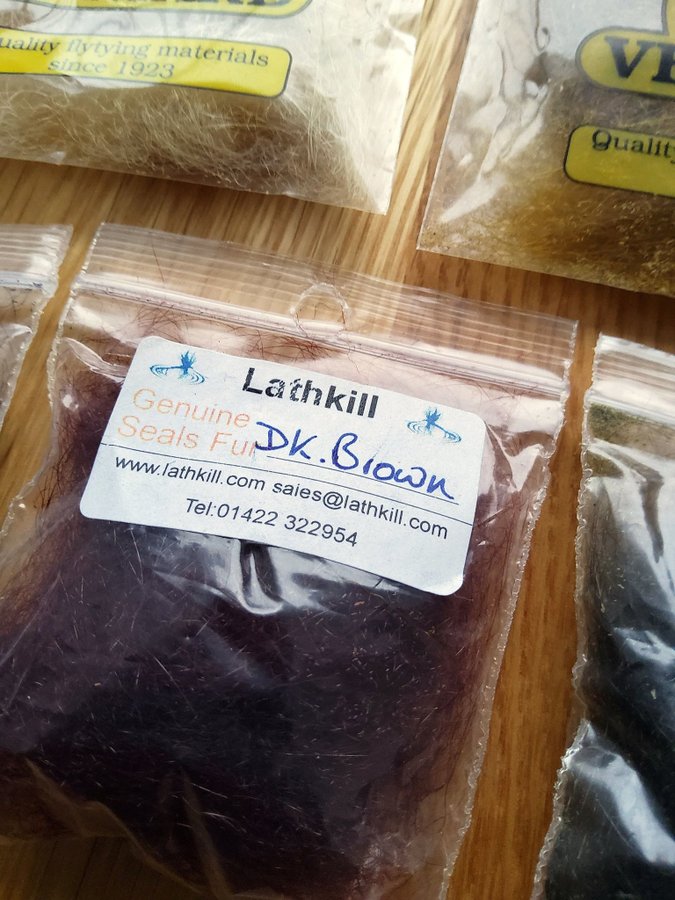 Quality flytying materials
since 1923
Lathkill
Genuine
Seals Fur DK. Brown
www.lathkill.com sales@lathkill.com
Tel:01422 322954